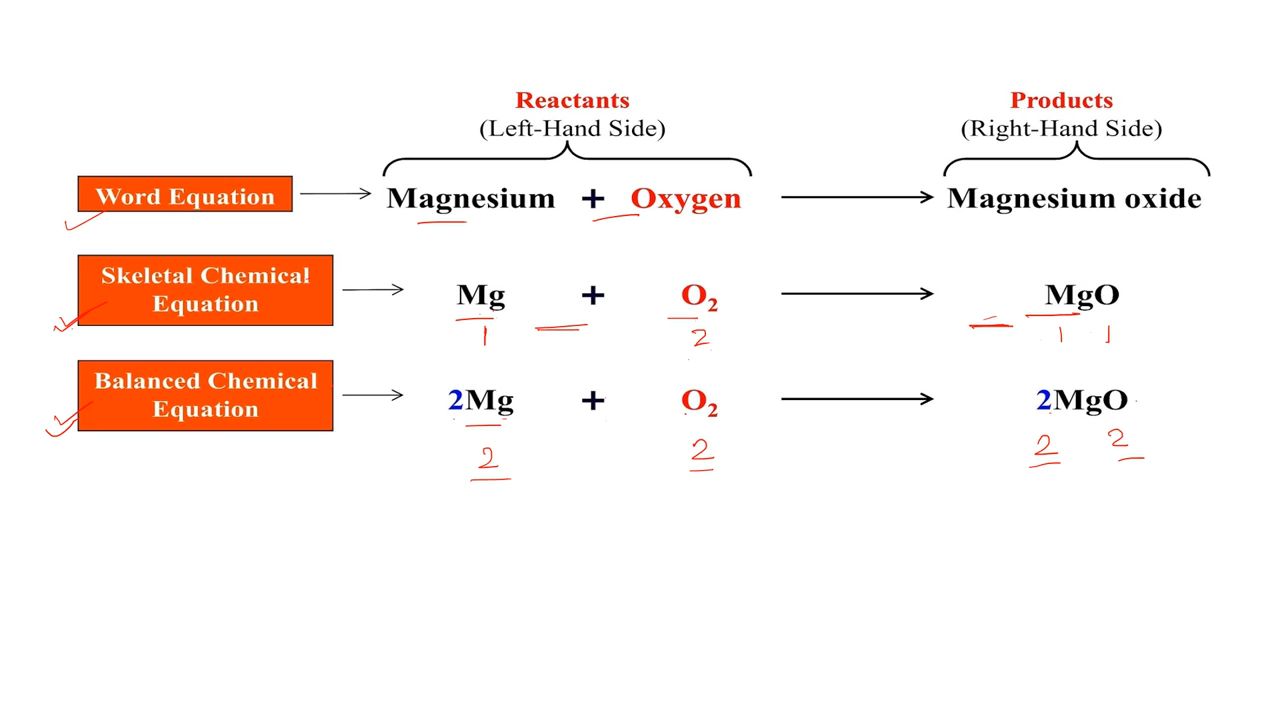 Reactants Products
(Left-Hand Side) (Right-Hand Side)
Word Equation Magnesium + Oxygen Magnesium oxide
Skeletal Chemical
Equation Mg + O₂ MgO
1 2 1 1
Balanced Chemical
Equation 2Mg + O₂ 2MgO
2 2 2 2